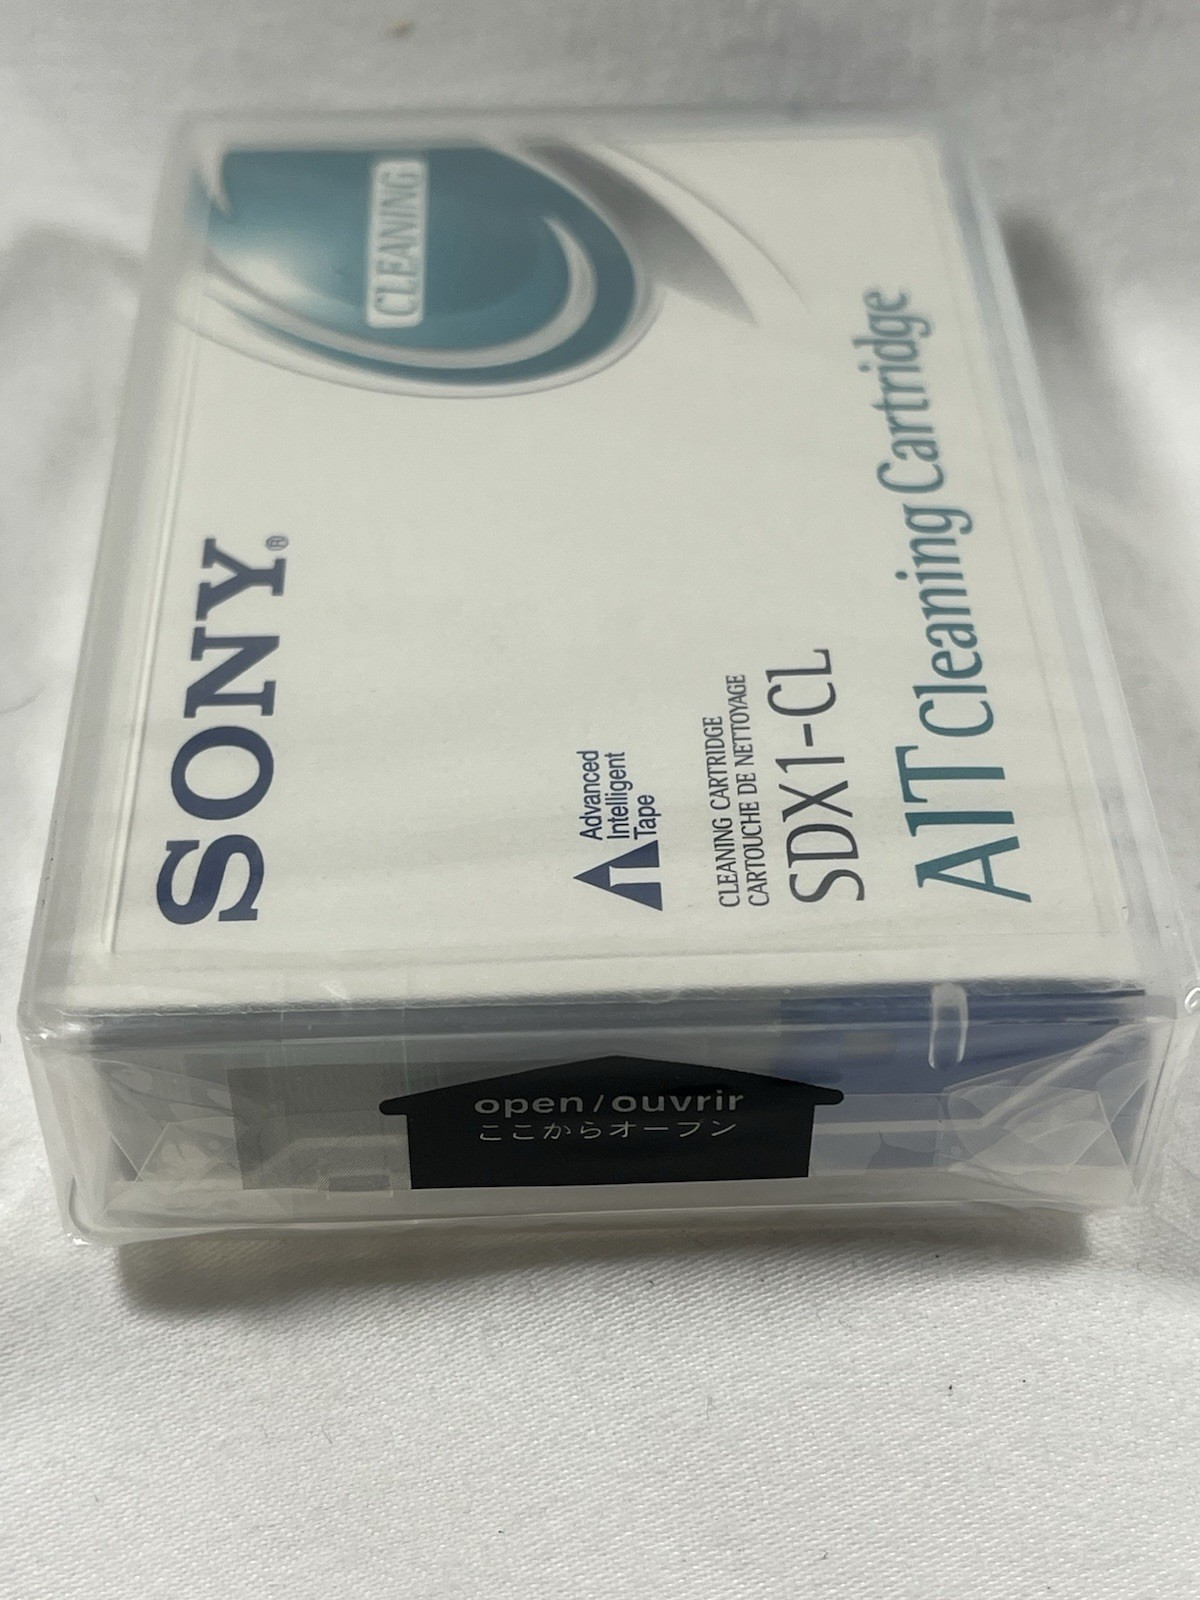 CLEANING
SONY®
Advanced
Intelligent
Tape
CLEANING CARTRIDGE
CARTOUCHE DE NETTOYAGE
SDX1-CL
AIT Cleaning Cartridge
open/ouvrir
ここからオープン